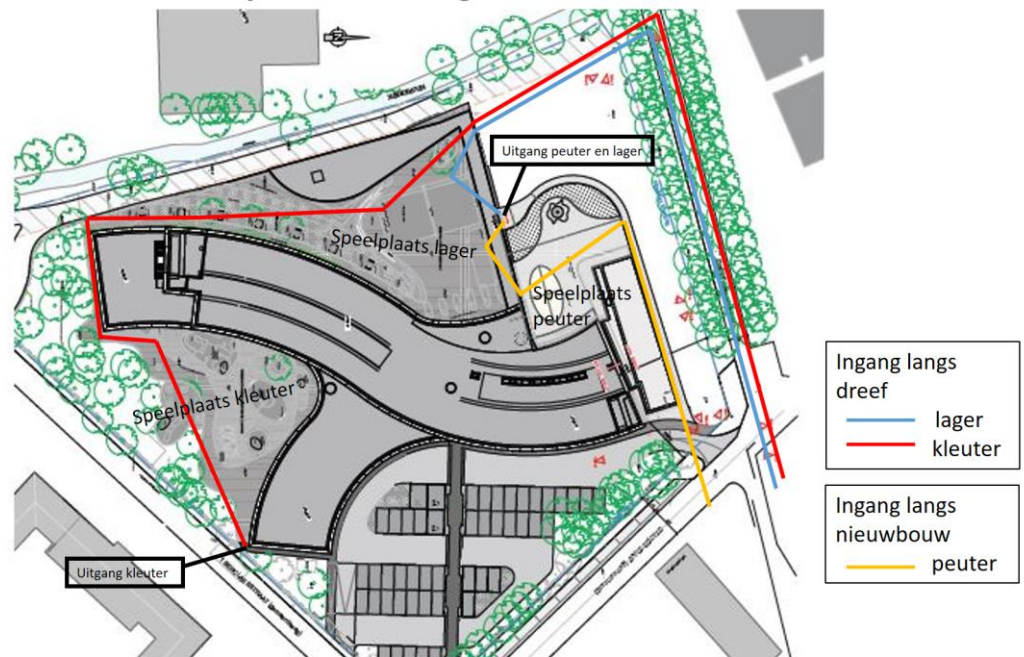 Uitgang peuter en lager
Speelplaats lager
Speelplaats
peuter
Speelplaats kleuter
Uitgang kleuter
Ingang langs
dreef
lager
kleuter
Ingang langs
nieuwbouw
peuter